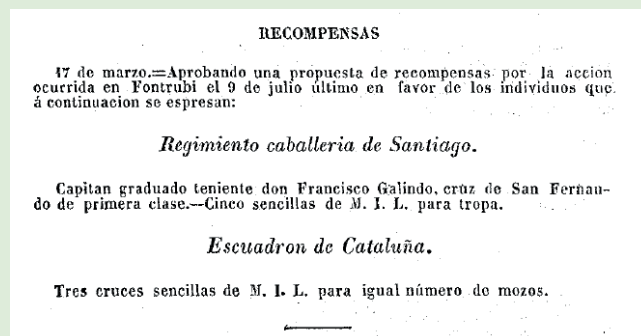 RECOMPENSAS
17 de marzo.=Aprobando una propuesta de recompensas por la accion
ocurrida en Fontrubi el 9 de julio último en favor de los individuos que
á continuacion se espresan:
Regimiento caballeria de Santiago.
Capitan graduado teniente don Francisco Galindo, cruz de San Fernan-
do de primera clase.—Cinco sencillas de M. I. L. para tropa.
Escuadron de Cataluña.
Tres cruces sencillas de M. I. L. para igual número de mozos.